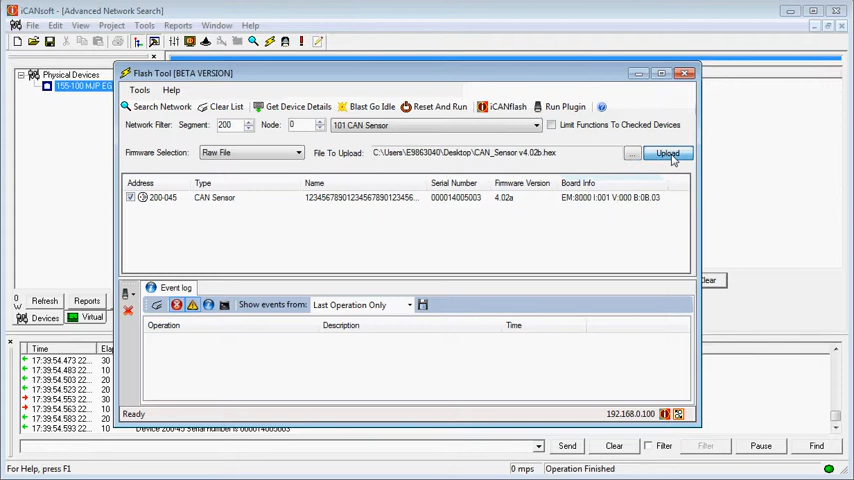 iCANsoft - [Advanced Network Search]
File Edit View Project Tools Reports Window Help
Physical Devices
155-100 MJP EG
Flash Tool [BETA VERSION]
Tools Help
Search Network Clear List Get Device Details Blast Go Idle Reset And Run iCANflash Run Plugin
Network Filter: Segment: 200 Node: 0 101 CAN Sensor Limit Functions To Checked Devices
Firmware Selection: Raw File File To Upload: C:\Users\E9863040\Desktop\CAN_Sensor v4.02b.hex ... Upload
Address Type Name Serial Number Firmware Version Board Info
200-045 CAN Sensor 12345678901234567890123456... 000014005003 4.02a EM:8000 I:001 V:000 B:0B.03
Event log
Show events from: Last Operation Only
Operation Description Time
Ready 192.168.0.100
0
W
Refresh Reports
Devices Virtual
lear
Time Elap
17:39:54.473 22... 30
17:39:54.483 22... 10
17:39:54.503 22... 20
17:39:54.523 22... 20
17:39:54.553 22... 30
17:39:54.563 22... 10
17:39:54.583 22... 20
17:39:54.593 22... 10 Device 200-45 Serial Number is 000014005003
Send Clear Filter Filter Pause Find
For Help, press F1 0 mps Operation Finished